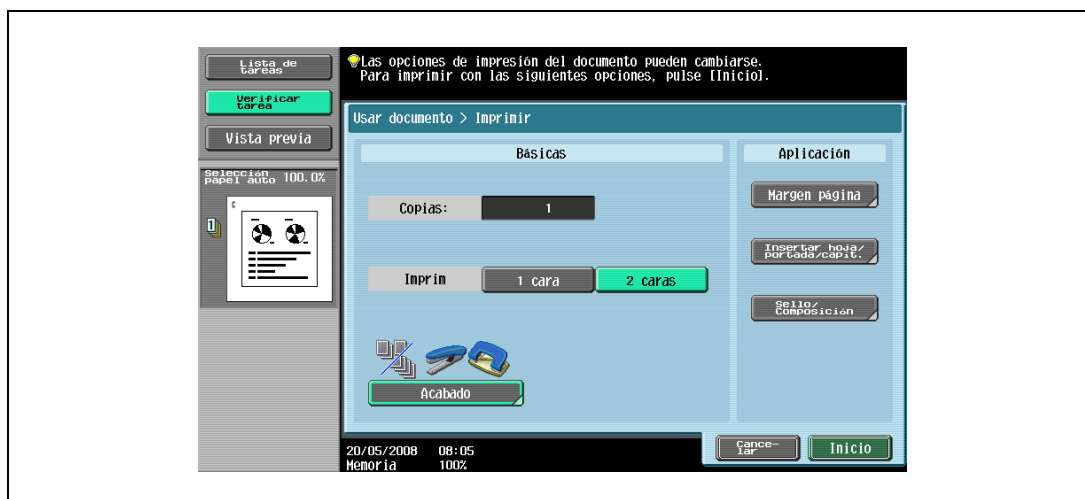 Lista de
tareas
Verificar
tarea
Vista previa
Selección
papel auto 100.0%
Las opciones de impresión del documento pueden cambiarse.
Para imprimir con las siguientes opciones, pulse [Inicio].
Usar documento > Imprimir
Básicas
Copias: 1
Imprim 1 cara 2 caras
Acabado
Aplicación
Margen página
Insertar hoja/
portada/capít.
Sello/
Composición
20/05/2008 08:05
Memoria 100%
Cance-
lar
Inicio